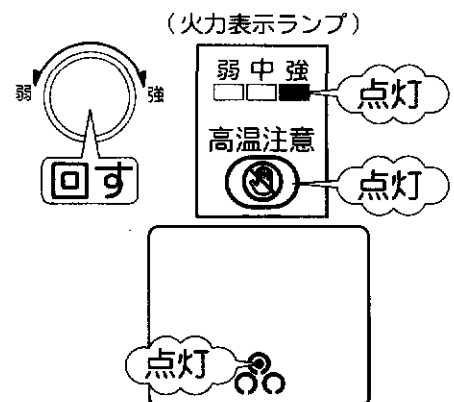 (火力表示ランプ)
弱 強
回す
弱 中 強
点灯
高温注意
点灯
点灯